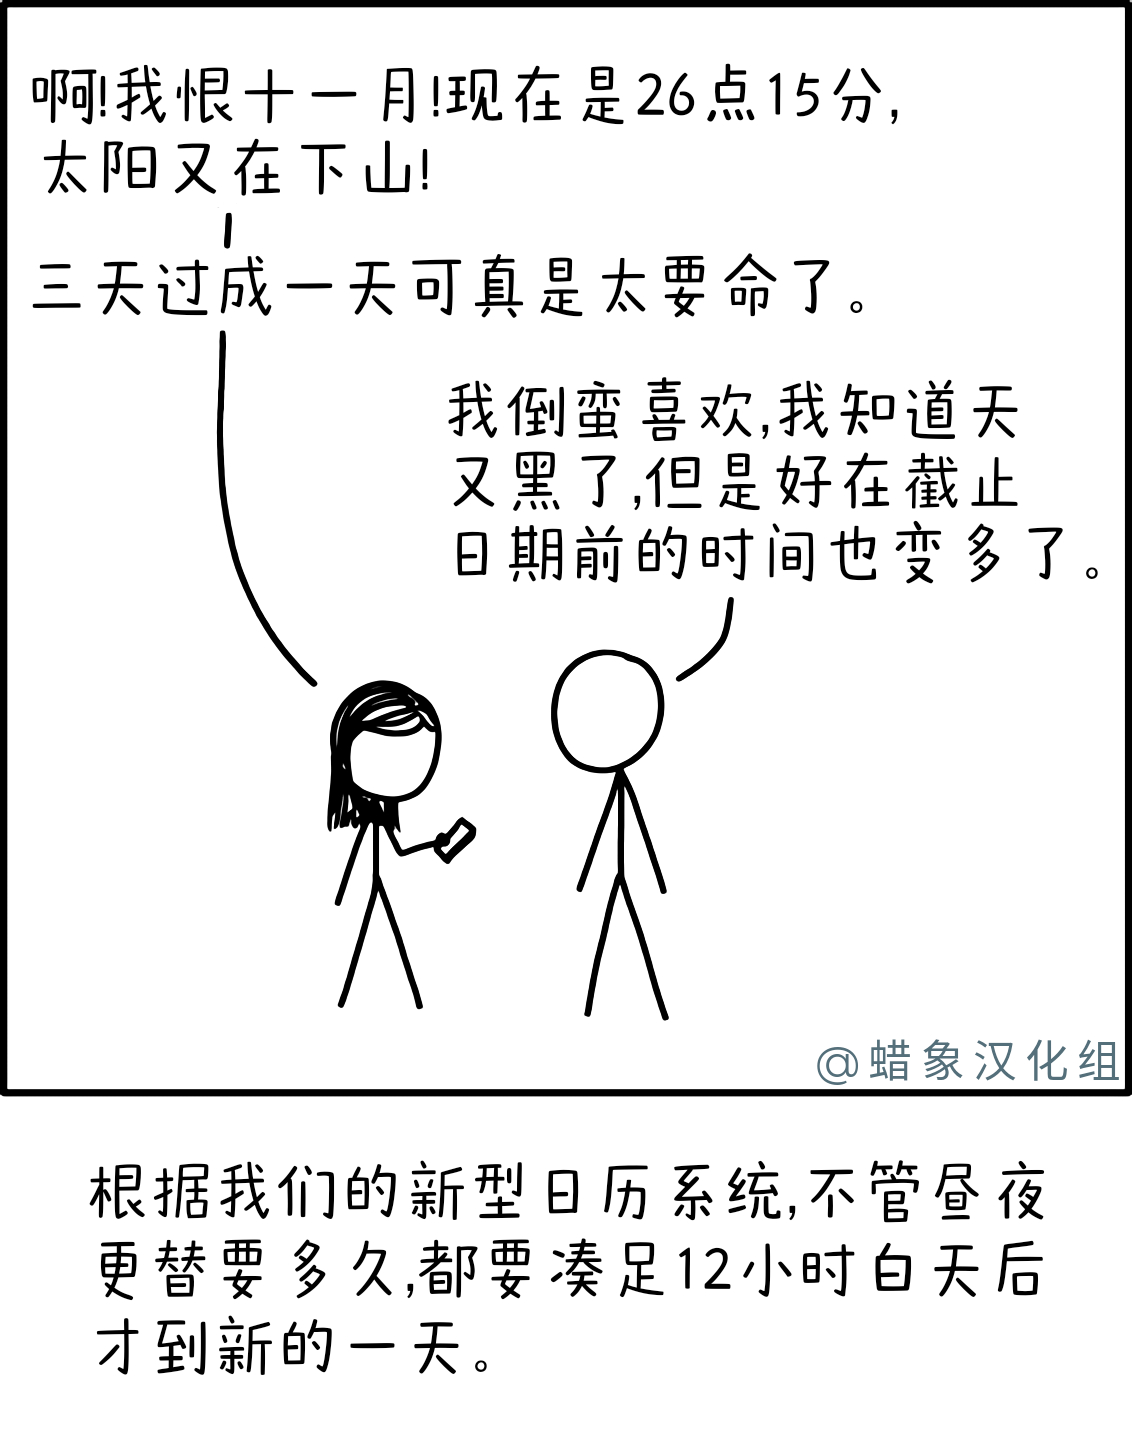 啊!我恨十一月!现在是26点15分,
太阳又在下山!
三天过成一天可真是太要命了。
我倒蛮喜欢,我知道天
又黑了,但是好在截止
日期前的时间也变多了。
@蜡象汉化组
根据我们的新型日历系统,不管昼夜
更替要多久,都要凑足12小时白天后
才到新的一天。